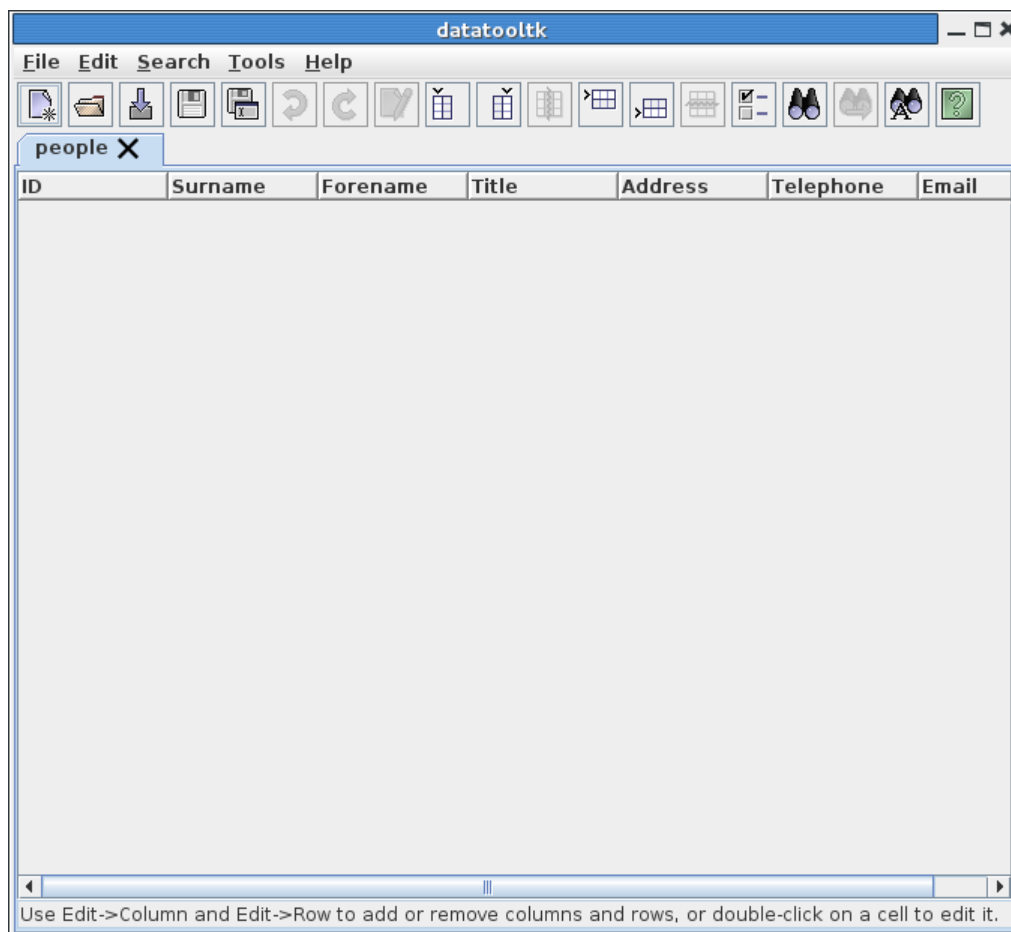 datatooltk
File Edit Search Tools Help
people
ID Surname Forename Title Address Telephone Email
Use Edit->Column and Edit->Row to add or remove columns and rows, or double-click on a cell to edit it.